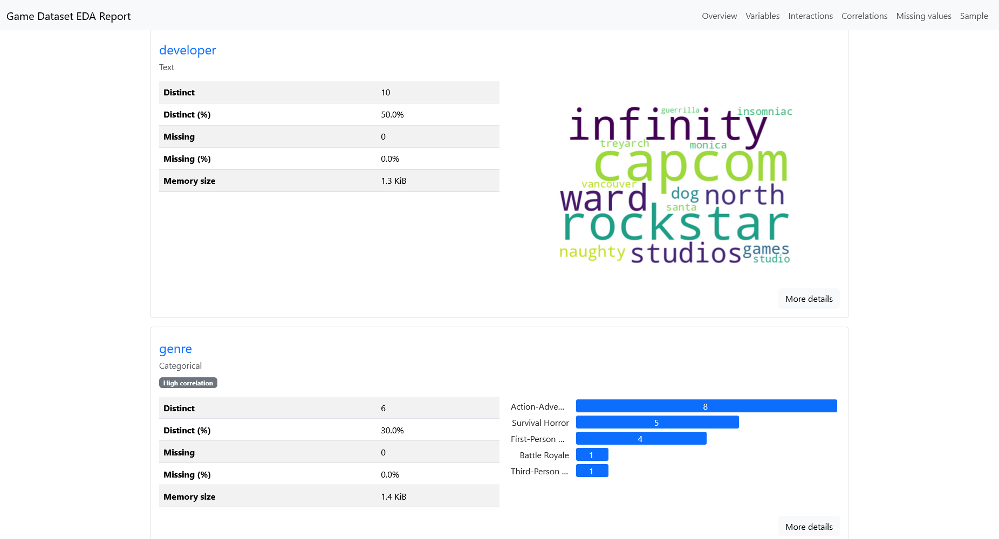 Game Dataset EDA Report
Overview Variables Interactions Correlations Missing values Sample
developer
Text
Distinct 10
Distinct (%) 50.0%
Missing 0
Missing (%) 0.0%
Memory size 1.3 KiB
guerrilla
insomniac
infinity
treyarch
monica
capcom
vancouver
ward
dog
north
santa
rockstar
naughty
studios
games
studio
More details
genre
Categorical
High correlation
Distinct 6
Distinct (%) 30.0%
Missing 0
Missing (%) 0.0%
Memory size 1.4 KiB
Action-Adve... 8
Survival Horror 5
First-Person ... 4
Battle Royale 1
Third-Person ... 1
More details